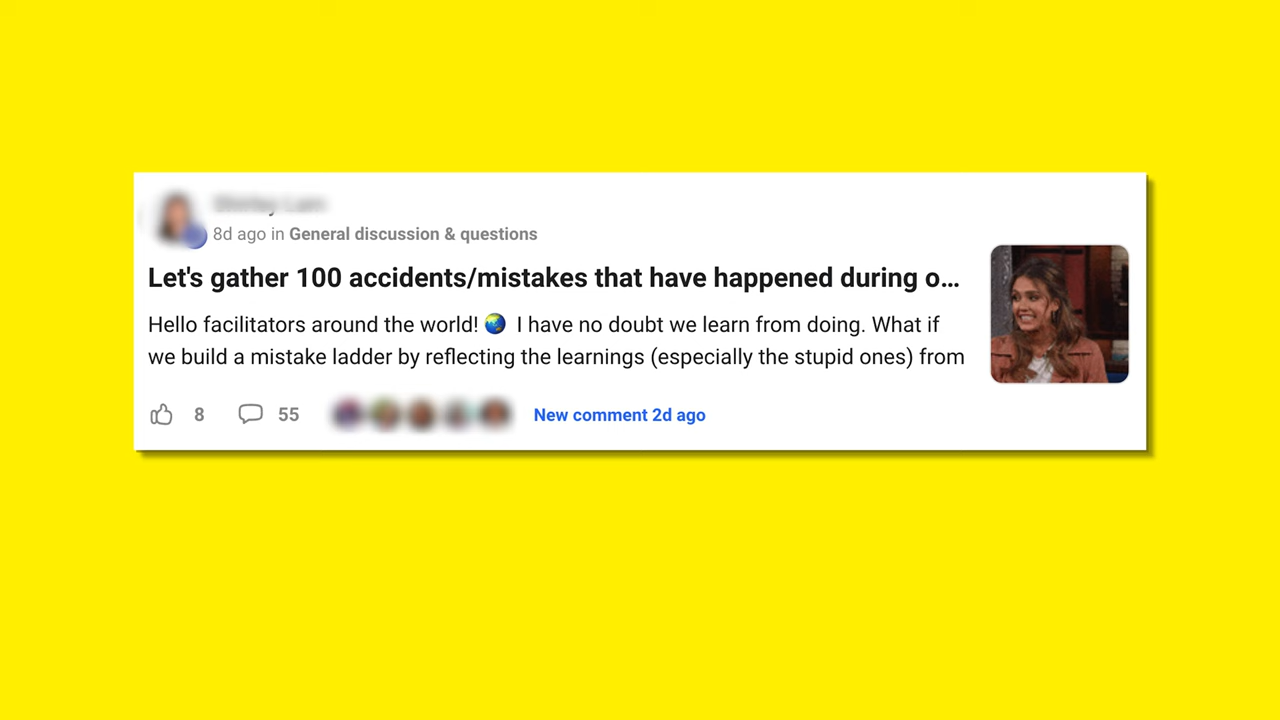 8d ago in General discussion & questions
Let's gather 100 accidents/mistakes that have happened during o...
Hello facilitators around the world! 🌏 I have no doubt we learn from doing. What if
we build a mistake ladder by reflecting the learnings (especially the stupid ones) from
8 55 New comment 2d ago